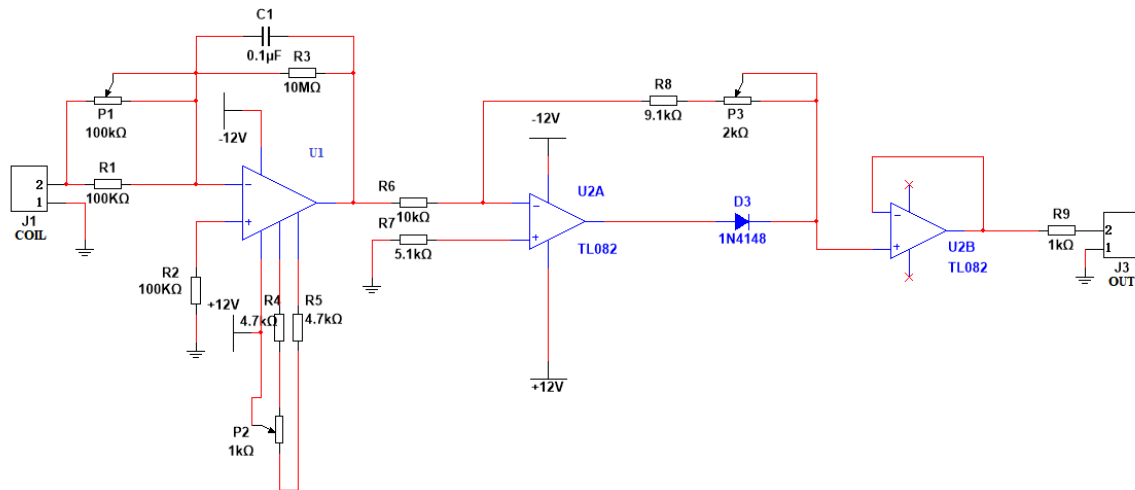 C1
0.1µF
R3
10MΩ
P1
100kΩ
-12V
U1
R1
100KΩ
2
1
J1
COIL
R2
100KΩ
+12V
R4
4.7kΩ
R5
4.7kΩ
P2
1kΩ
R6
10kΩ
R7
5.1kΩ
-12V
U2A
TL082
+12V
R8
9.1kΩ
P3
2kΩ
D3
1N4148
U2B
TL082
R9
1kΩ
2
1
J3
OUT